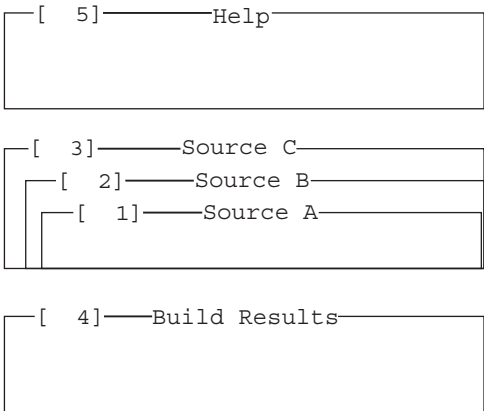 [ 5] Help
[ 3] Source C
[ 2] Source B
[ 1] Source A
[ 4] Build Results